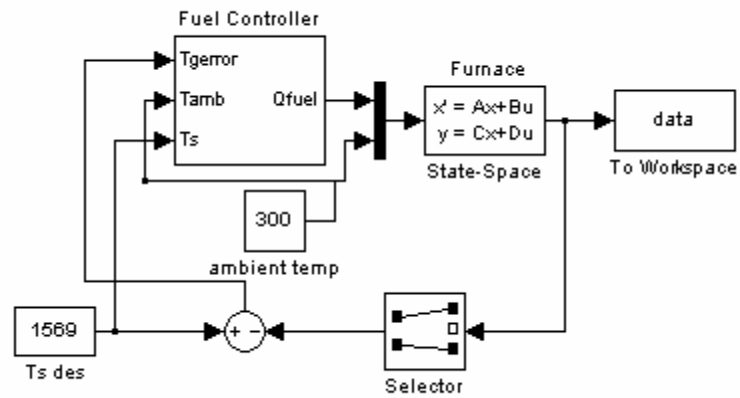 Fuel Controller
Tgerror
Tamb
Ts
Qfuel
Furnace
x' = Ax+Bu
y = Cx+Du
State-Space
data
To Workspace
300
ambient temp
1569
Ts des
+ −
Selector